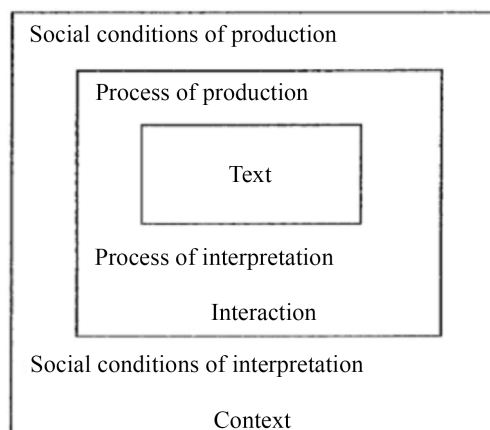 Social conditions of production
Process of production
Text
Process of interpretation
Interaction
Social conditions of interpretation
Context